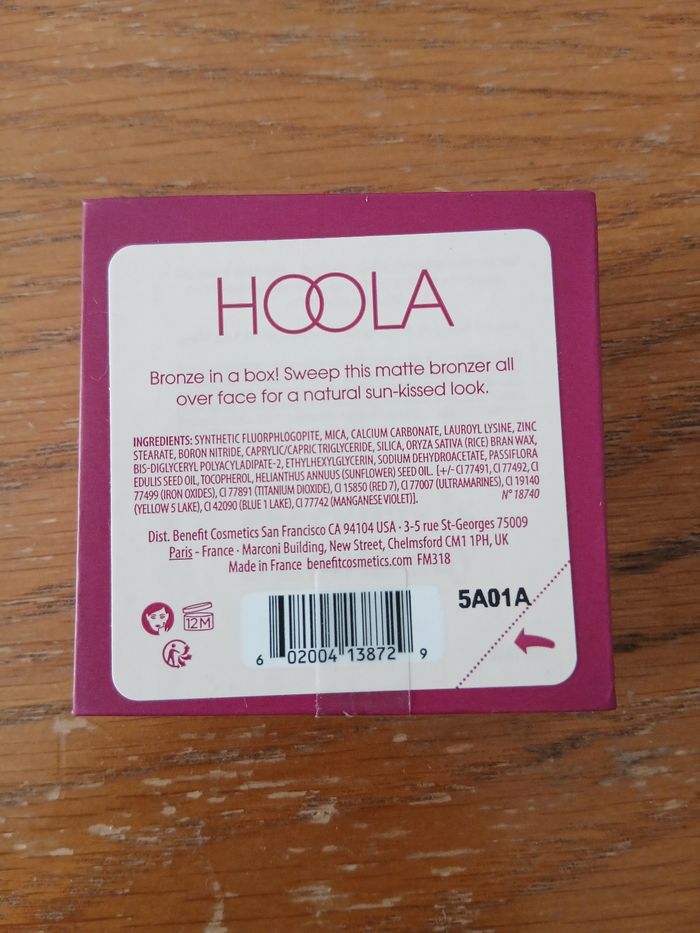 HOOLA
Bronze in a box! Sweep this matte bronzer all
over face for a natural sun-kissed look.
INGREDIENTS: SYNTHETIC FLUORPHLOGOPITE, MICA, CALCIUM CARBONATE, LAUROYL LYSINE, ZINC
STEARATE, BORON NITRIDE, CAPRYLIC/CAPRIC TRIGLYCERIDE, SILICA, ORYZA SATIVA (RICE) BRAN WAX,
BIS-DIGLYCERYL POLYACYLADIPATE-2, ETHYLHEXYLGLYCERIN, SODIUM DEHYDROACETATE, PASSIFLORA
EDULIS SEED OIL, TOCOPHEROL, HELIANTHUS ANNUUS (SUNFLOWER) SEED OIL. [+/- CI 77491, CI 77492, CI
77499 (IRON OXIDES), CI 77891 (TITANIUM DIOXIDE), CI 15850 (RED 7), CI 77007 (ULTRAMARINES), CI 19140
(YELLOW 5 LAKE), CI 42090 (BLUE 1 LAKE), CI 77742 (MANGANESE VIOLET)].
N° 18740
Dist. Benefit Cosmetics San Francisco CA 94104 USA · 3-5 rue St-Georges 75009
Paris - France · Marconi Building, New Street, Chelmsford CM1 1PH, UK
Made in France benefitcosmetics.com FM318
5A01A
12M
6 02004 13872 9